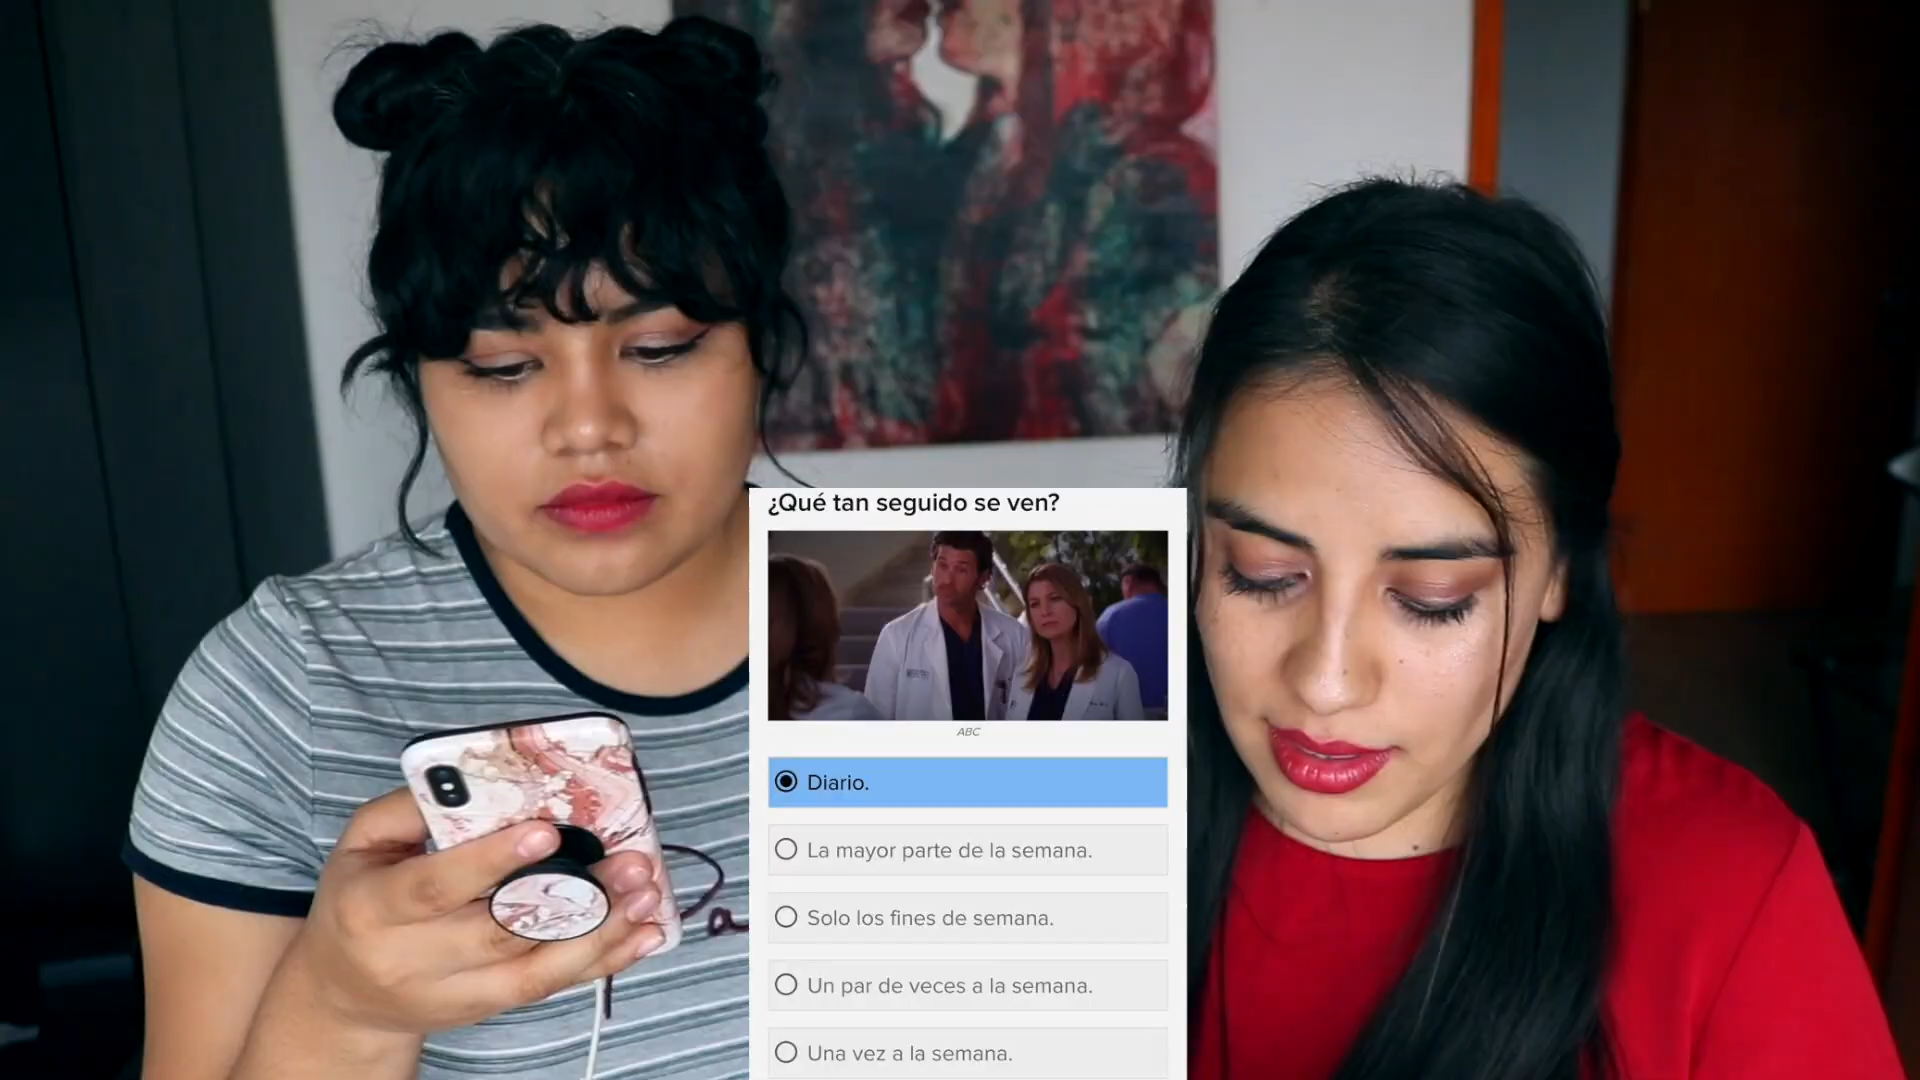 ¿Qué tan seguido se ven?
ABC
Diario.
La mayor parte de la semana.
Solo los fines de semana.
Un par de veces a la semana.
Una vez a la semana.